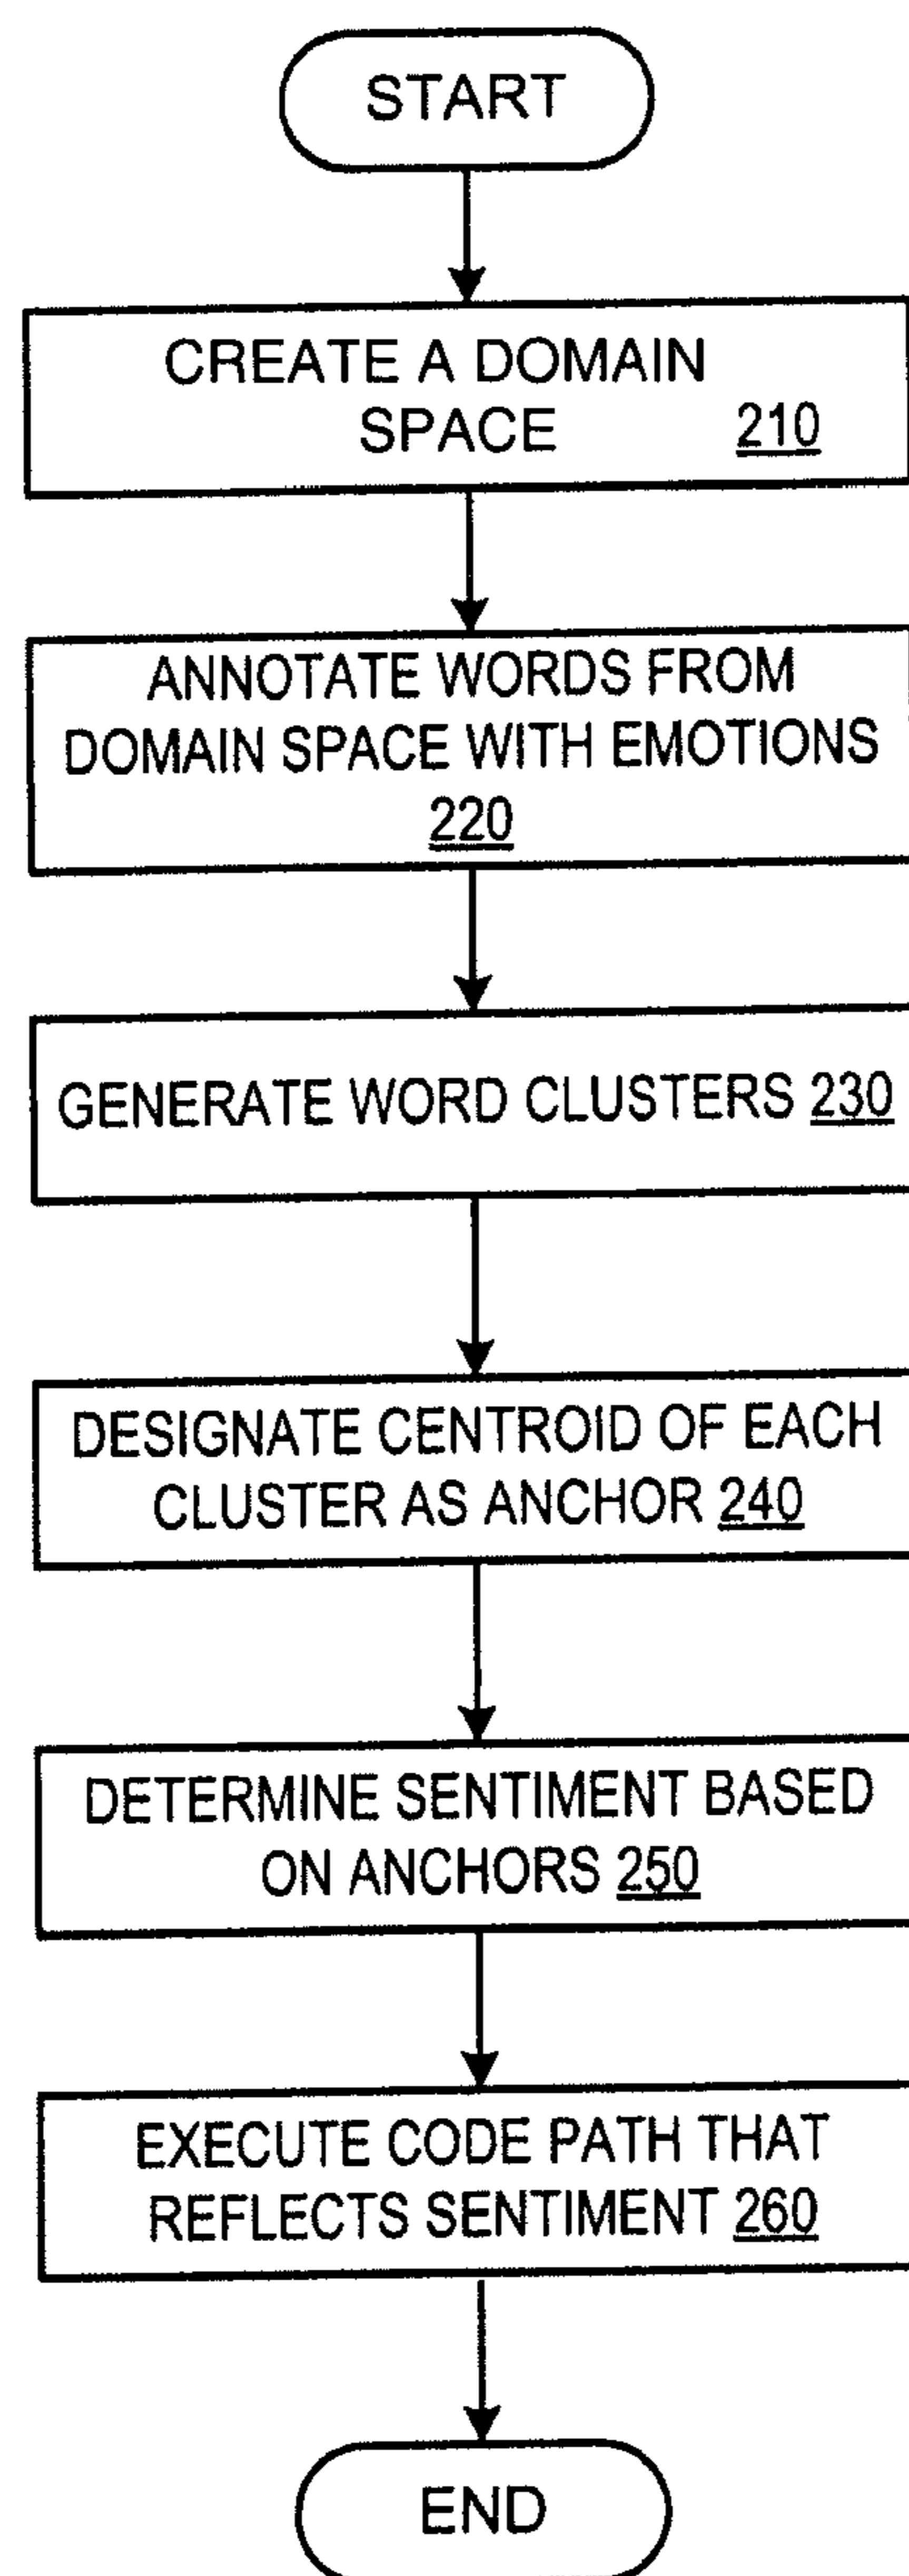 START
CREATE A DOMAIN
SPACE 210
ANNOTATE WORDS FROM
DOMAIN SPACE WITH EMOTIONS
220
GENERATE WORD CLUSTERS 230
DESIGNATE CENTROID OF EACH
CLUSTER AS ANCHOR 240
DETERMINE SENTIMENT BASED
ON ANCHORS 250
EXECUTE CODE PATH THAT
REFLECTS SENTIMENT 260
END